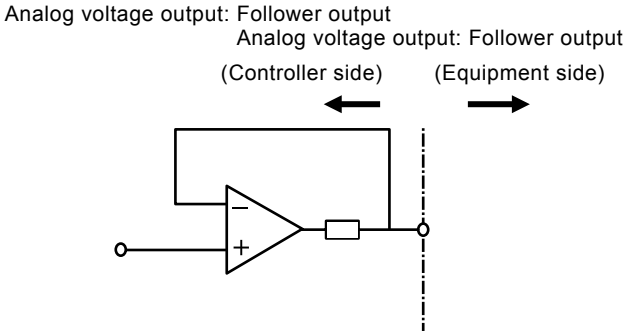 Analog voltage output: Follower output
Analog voltage output: Follower output
(Controller side) (Equipment side)
−
+